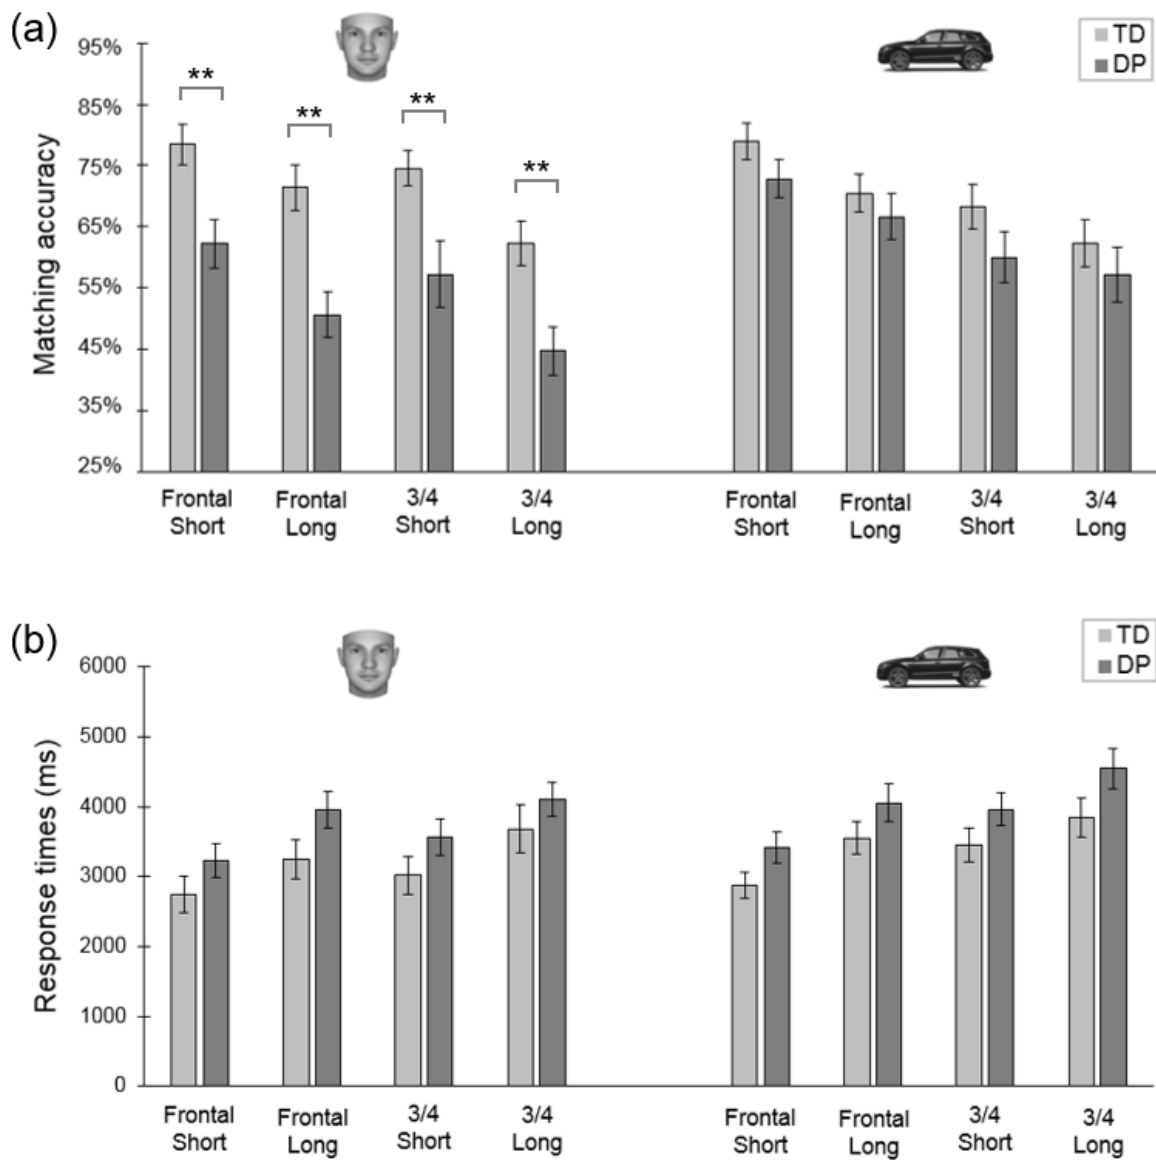 (a)
TD
DP
Matching accuracy
95%
85%
75%
65%
55%
45%
35%
25%
**
**
**
**
Frontal
Short
Frontal
Long
3/4
Short
3/4
Long
Frontal
Short
Frontal
Long
3/4
Short
3/4
Long
(b)
TD
DP
Response times (ms)
6000
5000
4000
3000
2000
1000
0
Frontal
Short
Frontal
Long
3/4
Short
3/4
Long
Frontal
Short
Frontal
Long
3/4
Short
3/4
Long